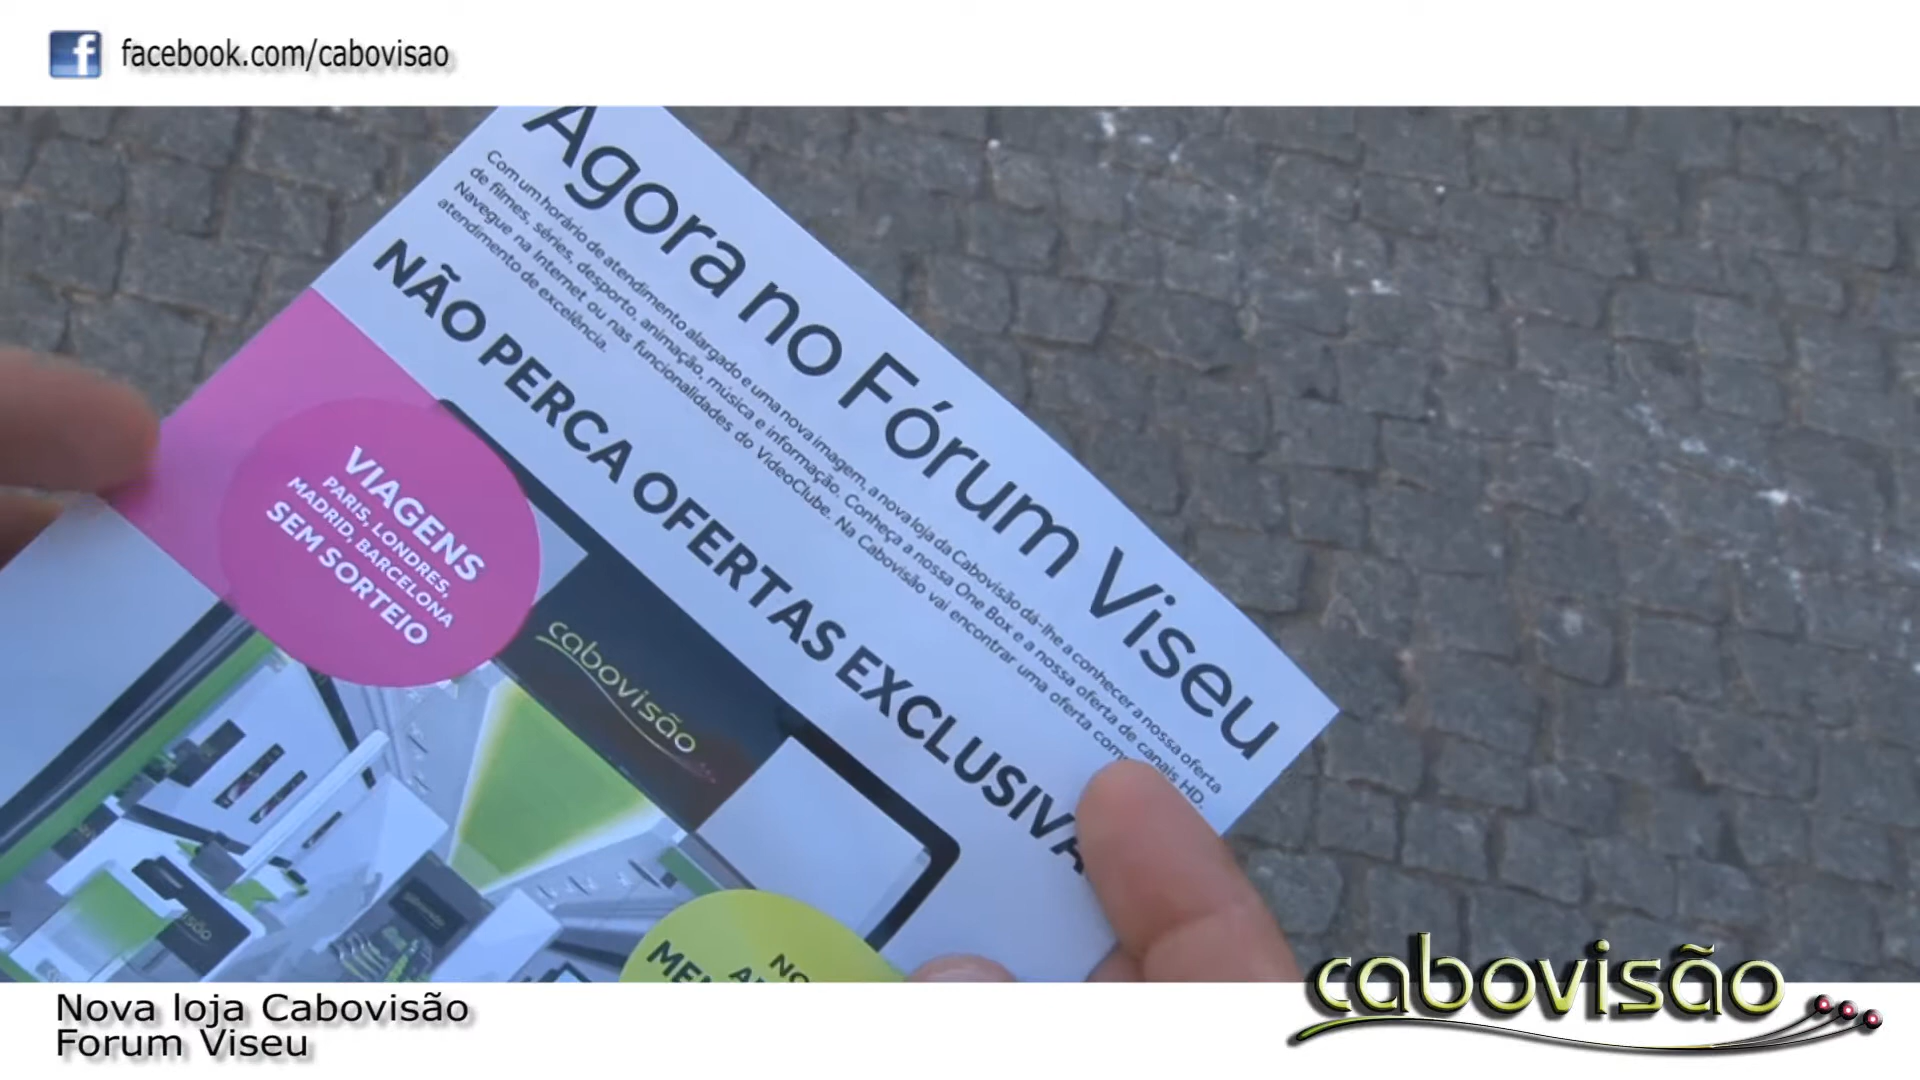 facebook.com/cabovisao
Agora no Fórum Viseu
Com um horário de atendimento alargado e uma nova imagem, a nova loja da Cabovisão dá-lhe a conhecer a nossa oferta
de filmes, séries, desporto, animação, música e informação. Conheça a nossa One Box e a nossa oferta de canais HD.
Navegue na Internet ou nas funcionalidades do VideoClube. Na Cabovisão vai encontrar uma oferta com
atendimento de excelência.
NÃO PERCA OFERTAS EXCLUSIVA
VIAGENS
PARIS, LONDRES,
MADRID, BARCELONA
SEM SORTEIO
cabovisão
Nova loja Cabovisão
Forum Viseu
cabovisão